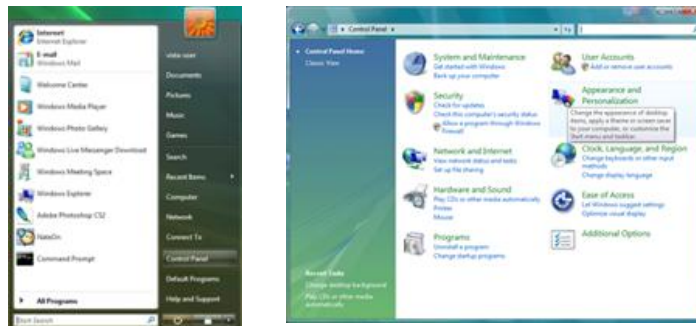 Internet
Internet Explorer
E-mail
Windows Mail
Welcome Center
Windows Media Player
Windows Photo Gallery
Windows Live Messenger Download
Windows Meeting Space
Windows Explorer
Adobe Photoshop CS2
NateOn
Command Prompt
All Programs
Start Search
vista user
Documents
Pictures
Music
Games
Search
Recent Items
Computer
Network
Connect To
Control Panel
Default Programs
Help and Support
Control Panel
Control Panel Home
Classic View
Recent Tasks
Change desktop background
Play CDs or other media
automatically
System and Maintenance
Get started with Windows
Back up your computer
Security
Check for updates
Check this computer's security status
Allow a program through Windows
Firewall
Network and Internet
View network status and tasks
Set up file sharing
Hardware and Sound
Play CDs or other media automatically
Printer
Mouse
Programs
Uninstall a program
Change startup programs
User Accounts
Add or remove user accounts
Appearance and
Personalization
Change the appearance of desktop
items, apply a theme or screen saver
to your computer, or customize the
Start menu and taskbar.
Clock, Language, and Region
Change keyboards or other input
methods
Change display language
Ease of Access
Let Windows suggest settings
Optimize visual display
Additional Options